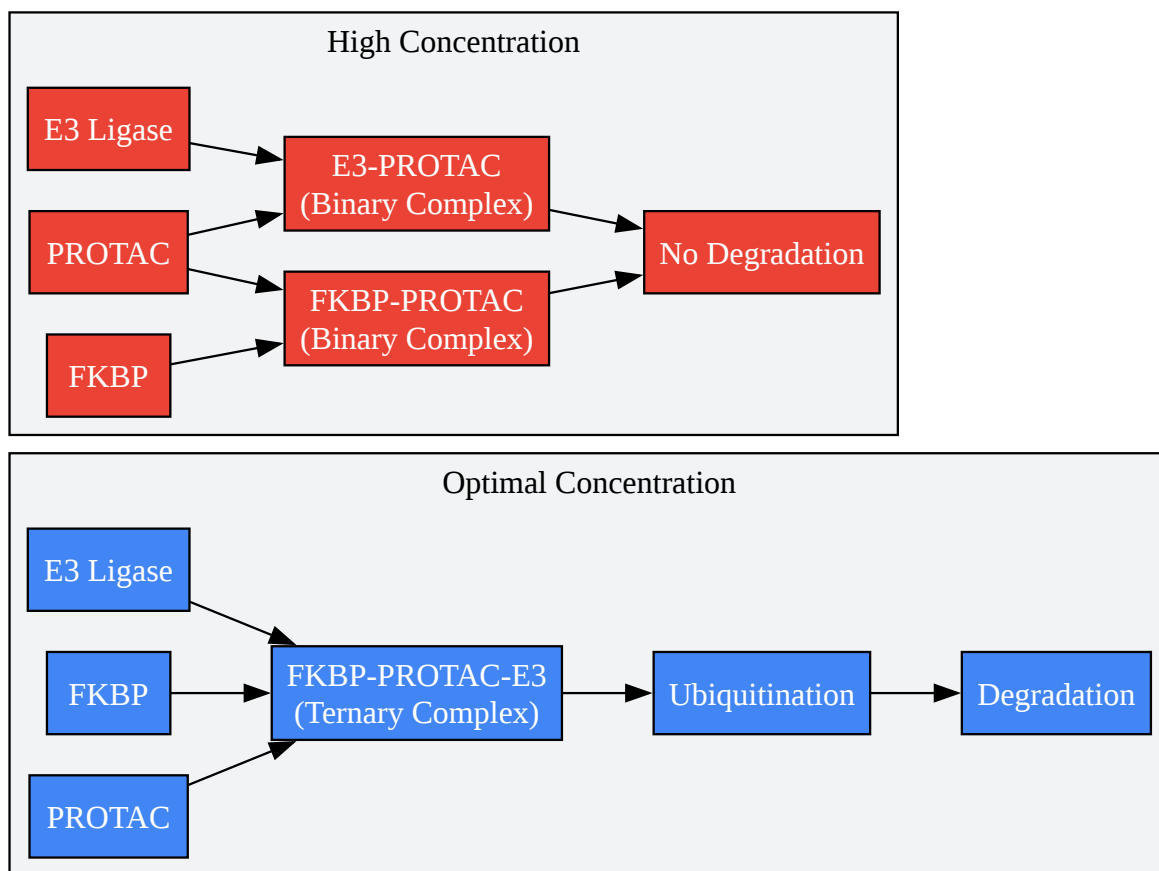 High Concentration
E3 Ligase
PROTAC
FKBP
E3-PROTAC
(Binary Complex)
FKBP-PROTAC
(Binary Complex)
No Degradation
Optimal Concentration
E3 Ligase
FKBP
PROTAC
FKBP-PROTAC-E3
(Ternary Complex)
Ubiquitination
Degradation